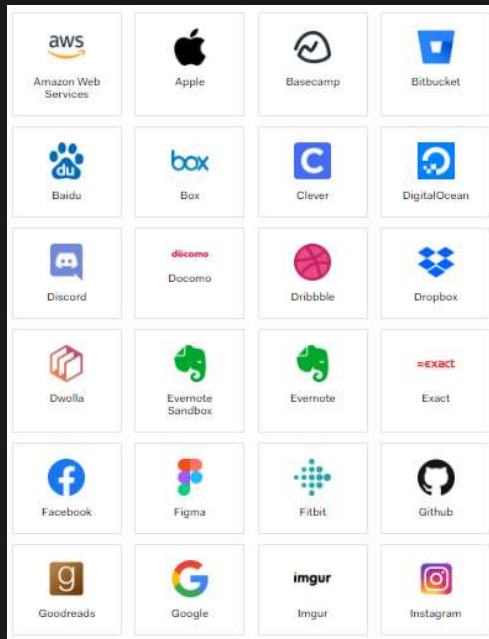 aws
Amazon Web
Services
Apple
Basecamp
Bitbucket
du
Baidu
box
Box
C
Clever
DigitalOcean
Discord
döcomo
Docomo
Dribbble
Dropbox
Dwolla
Evernote
Sandbox
Evernote
=exact
Exact
f
Facebook
Figma
Fitbit
Github
g
Goodreads
G
Google
imgur
Imgur
Instagram